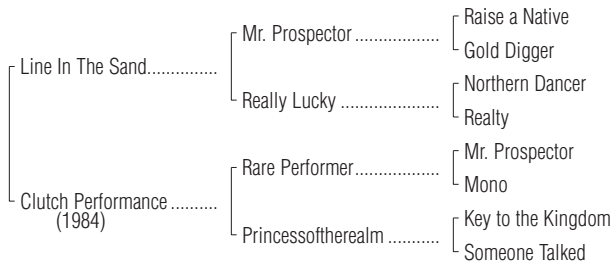 Raise a Native
Mr. Prospector ....................
Gold Digger
Line In The Sand...............
Northern Dancer
Really Lucky .......................
Realty
Mr. Prospector
Rare Performer....................
Mono
Clutch Performance ..........
(1984)
Key to the Kingdom
Princessoftherealm ............
Someone Talked